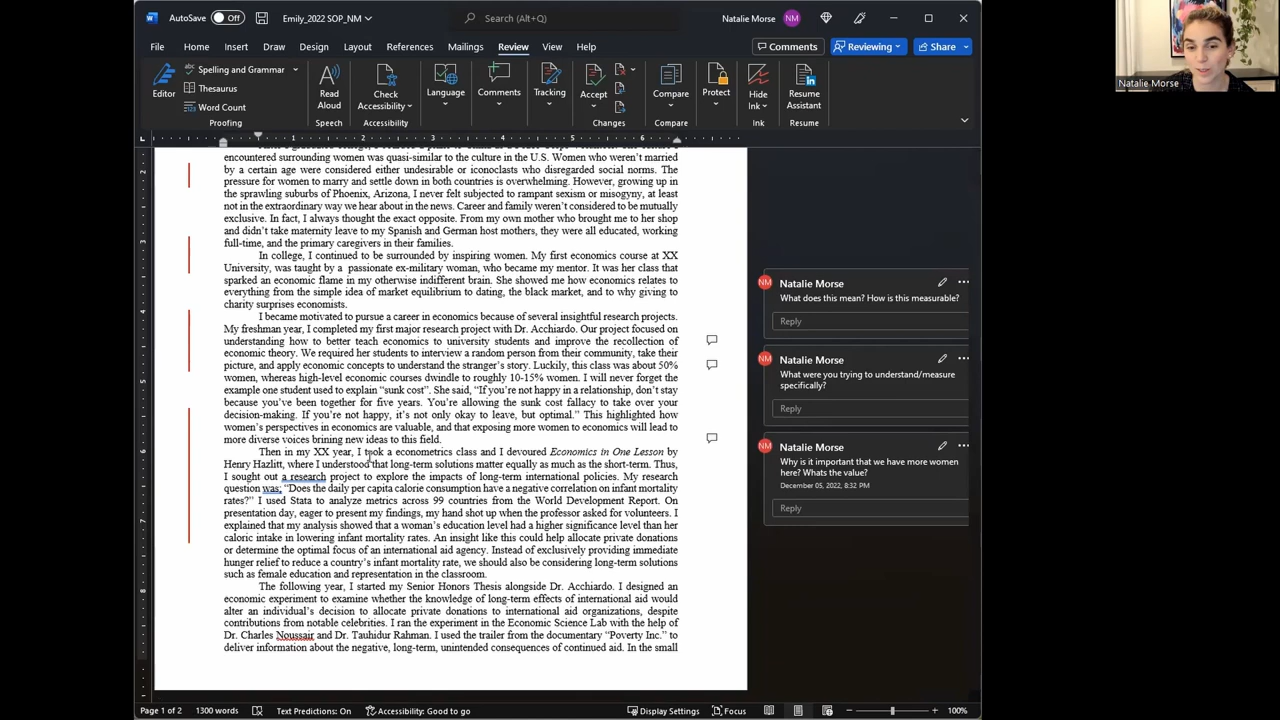 AutoSave Off Emily_2022 SOP_NM Search (Alt+Q) Natalie Morse NM
File Home Insert Draw Design Layout References Mailings Review View Help Comments Reviewing Share
Editor
Spelling and Grammar
Thesaurus
Word Count
Proofing
Read Aloud
Speech
Check Accessibility
Accessibility
Language
Comments
Tracking
Accept
Changes
Compare
Compare
Protect
Hide Ink
Ink
Resume Assistant
Resume
Natalie Morse
encountered surrounding women was quasi-similar to the culture in the U.S. Women who weren't married
by a certain age were considered either undesirable or iconoclasts who disregarded social norms. The
pressure for women to marry and settle down in both countries is overwhelming. However, growing up in
the sprawling suburbs of Phoenix, Arizona, I never felt subjected to rampant sexism or misogyny, at least
not in the extraordinary way we hear about in the news. Career and family weren't considered to be mutually
exclusive. In fact, I always thought the exact opposite. From my own mother who brought me to her shop
and didn't take maternity leave to my Spanish and German host mothers, they were all educated, working
full-time, and the primary caregivers in their families.
In college, I continued to be surrounded by inspiring women. My first economics course at XX
University, was taught by a passionate ex-military woman, who became my mentor. It was her class that
sparked an economic flame in my otherwise indifferent brain. She showed me how economics relates to
everything from the simple idea of market equilibrium to dating, the black market, and to why giving to
charity surprises economists.
I became motivated to pursue a career in economics because of several insightful research projects.
My freshman year, I completed my first major research project with Dr. Acchiardo. Our project focused on
understanding how to better teach economics to university students and improve the recollection of
economic theory. We required her students to interview a random person from their community, take their
picture, and apply economic concepts to understand the stranger's story. Luckily, this class was about 50%
women, whereas high-level economic courses dwindle to roughly 10-15% women. I will never forget the
example one student used to explain "sunk cost". She said, "If you're not happy in a relationship, don't stay
because you've been together for five years. You're allowing the sunk cost fallacy to take over your
decision-making. If you're not happy, it's not only okay to leave, but optimal." This highlighted how
women's perspectives in economics are valuable, and that exposing more women to economics will lead to
more diverse voices brining new ideas to this field.
Then in my XX year, I took a econometrics class and I devoured Economics in One Lesson by
Henry Hazlitt, where I understood that long-term solutions matter equally as much as the short-term. Thus,
I sought out a research project to explore the impacts of long-term international policies. My research
question was, "Does the daily per capita calorie consumption have a negative correlation on infant mortality
rates?" I used Stata to analyze metrics across 99 countries from the World Development Report. On
presentation day, eager to present my findings, my hand shot up when the professor asked for volunteers. I
explained that my analysis showed that a woman's education level had a higher significance level than her
caloric intake in lowering infant mortality rates. An insight like this could help allocate private donations
or determine the optimal focus of an international aid agency. Instead of exclusively providing immediate
hunger relief to reduce a country's infant mortality rate, we should also be considering long-term solutions
such as female education and representation in the classroom.
The following year, I started my Senior Honors Thesis alongside Dr. Acchiardo. I designed an
economic experiment to examine whether the knowledge of long-term effects of international aid would
alter an individual's decision to allocate private donations to international aid organizations, despite
contributions from notable celebrities. I ran the experiment in the Economic Science Lab with the help of
Dr. Charles Noussair and Dr. Tauhidur Rahman. I used the trailer from the documentary "Poverty Inc." to
deliver information about the negative, long-term, unintended consequences of continued aid. In the small
NM Natalie Morse
What does this mean? How is this measurable?
Reply
NM Natalie Morse
What were you trying to understand/measure
specifically?
Reply
NM Natalie Morse
Why is it important that we have more women
here? Whats the value?
December 05, 2022, 8:32 PM
Reply
Page 1 of 2 1300 words Text Predictions: On Accessibility: Good to go Display Settings Focus 100%